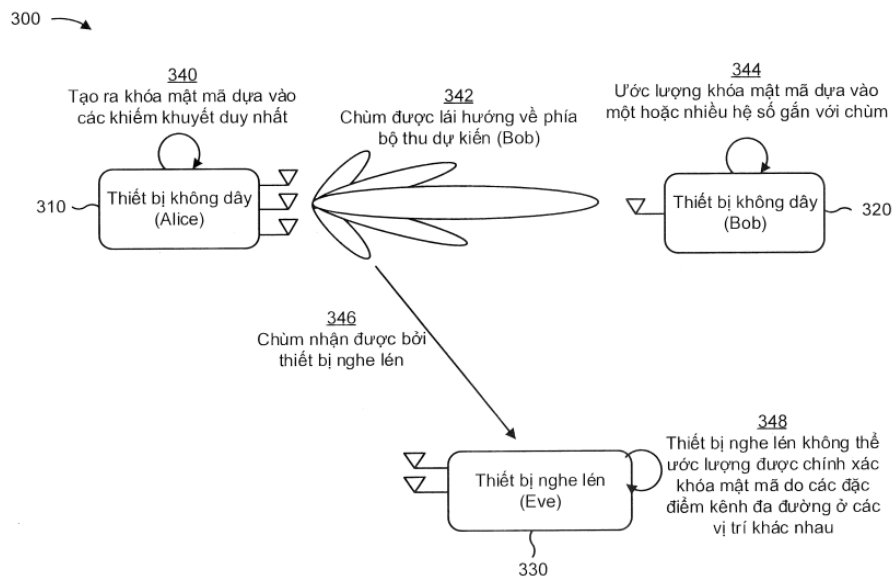 300
340
Tạo ra khóa mật mã dựa vào
các khiếm khuyết duy nhất
342
Chùm được lái hướng về phía
bộ thu dự kiến (Bob)
344
Ước lượng khóa mật mã dựa vào
một hoặc nhiều hệ số gắn với chùm
310
Thiết bị không dây
(Alice)
Thiết bị không dây
(Bob)
320
346
Chùm nhận được bởi
thiết bị nghe lén
348
Thiết bị nghe lén không thể
ước lượng được chính xác
khóa mật mã do các đặc
điểm kênh đa đường ở các
vị trí khác nhau
Thiết bị nghe lén
(Eve)
330